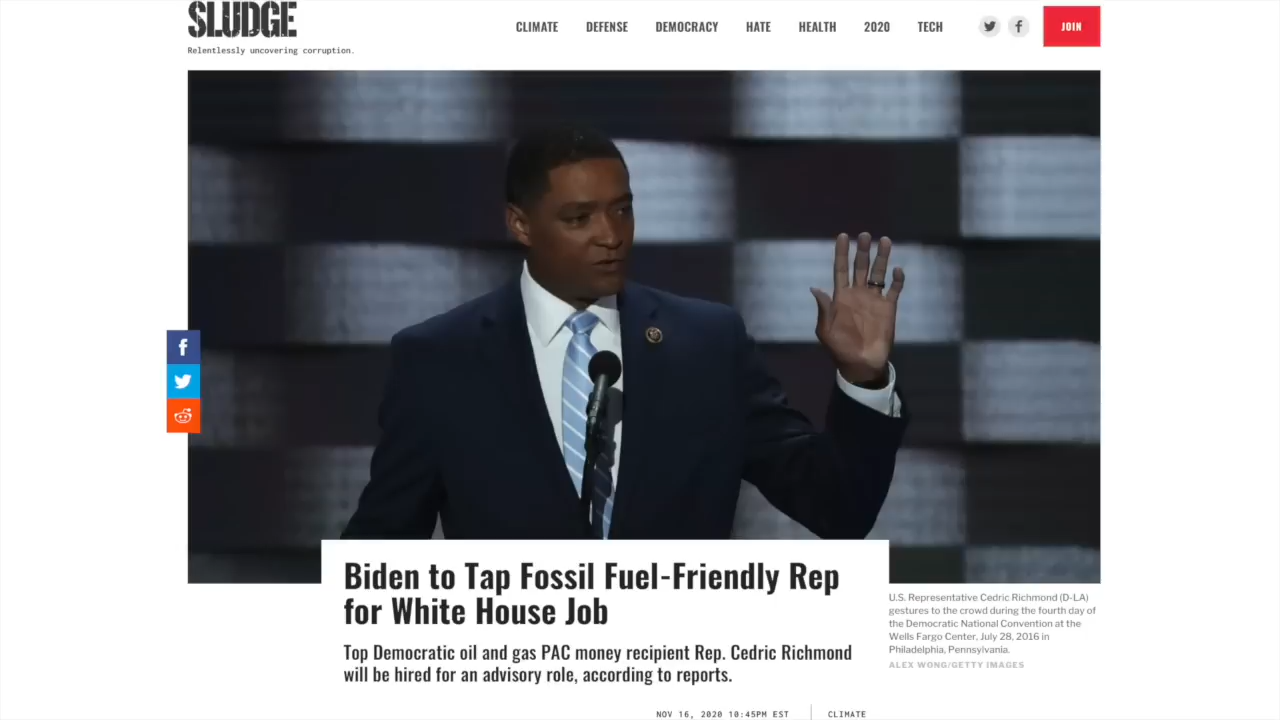 SLUDGE
Relentlessly uncovering corruption.
CLIMATE DEFENSE DEMOCRACY HATE HEALTH 2020 TECH
JOIN
Biden to Tap Fossil Fuel-Friendly Rep
for White House Job
Top Democratic oil and gas PAC money recipient Rep. Cedric Richmond
will be hired for an advisory role, according to reports.
U.S. Representative Cedric Richmond (D-LA)
gestures to the crowd during the fourth day of
the Democratic National Convention at the
Wells Fargo Center, July 28, 2016 in
Philadelphia, Pennsylvania.
ALEX WONG/GETTY IMAGES
NOV 16, 2020 10:45PM EST
CLIMATE